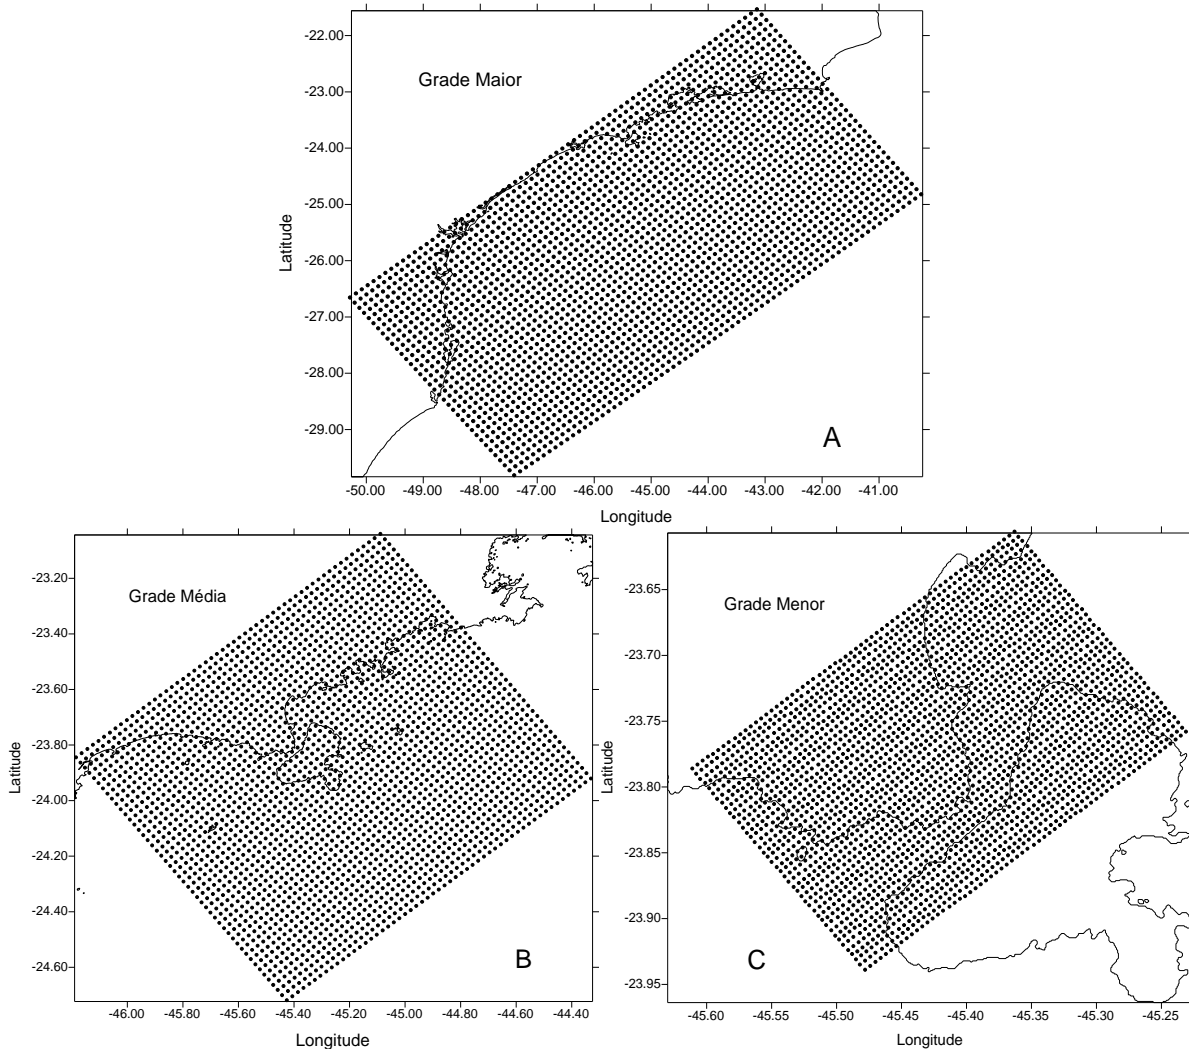 -22.00
Grade Maior
-23.00
-24.00
-25.00
Latitude
-26.00
-27.00
-28.00
-29.00
A
-50.00 -49.00 -48.00 -47.00 -46.00 -45.00 -44.00 -43.00 -42.00 -41.00
Longitude
-23.20
Grade Média
-23.40
-23.60
-23.80
Latitude
-24.00
-24.20
-24.40
-24.60
B
-46.00 -45.80 -45.60 -45.40 -45.20 -45.00 -44.80 -44.60 -44.40
Longitude
-23.65
Grade Menor
-23.70
-23.75
Latitude
-23.80
-23.85
-23.90
-23.95
C
-45.60 -45.55 -45.50 -45.45 -45.40 -45.35 -45.30 -45.25
Longitude